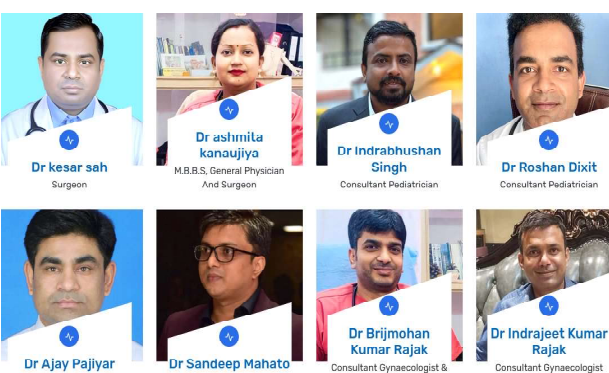 Dr kesar sah
Surgeon
Dr ashmita
kanaujiya
M.B.B.S, General Physician
And Surgeon
Dr Indrabhushan
Singh
Consultant Pediatrician
Dr Roshan Dixit
Consultant Pediatrician
Dr Ajay Pajiyar
Dr Sandeep Mahato
Dr Brijmohan
Kumar Rajak
Consultant Gynaecologist &
Dr Indrajeet Kumar
Rajak
Consultant Gynaecologist